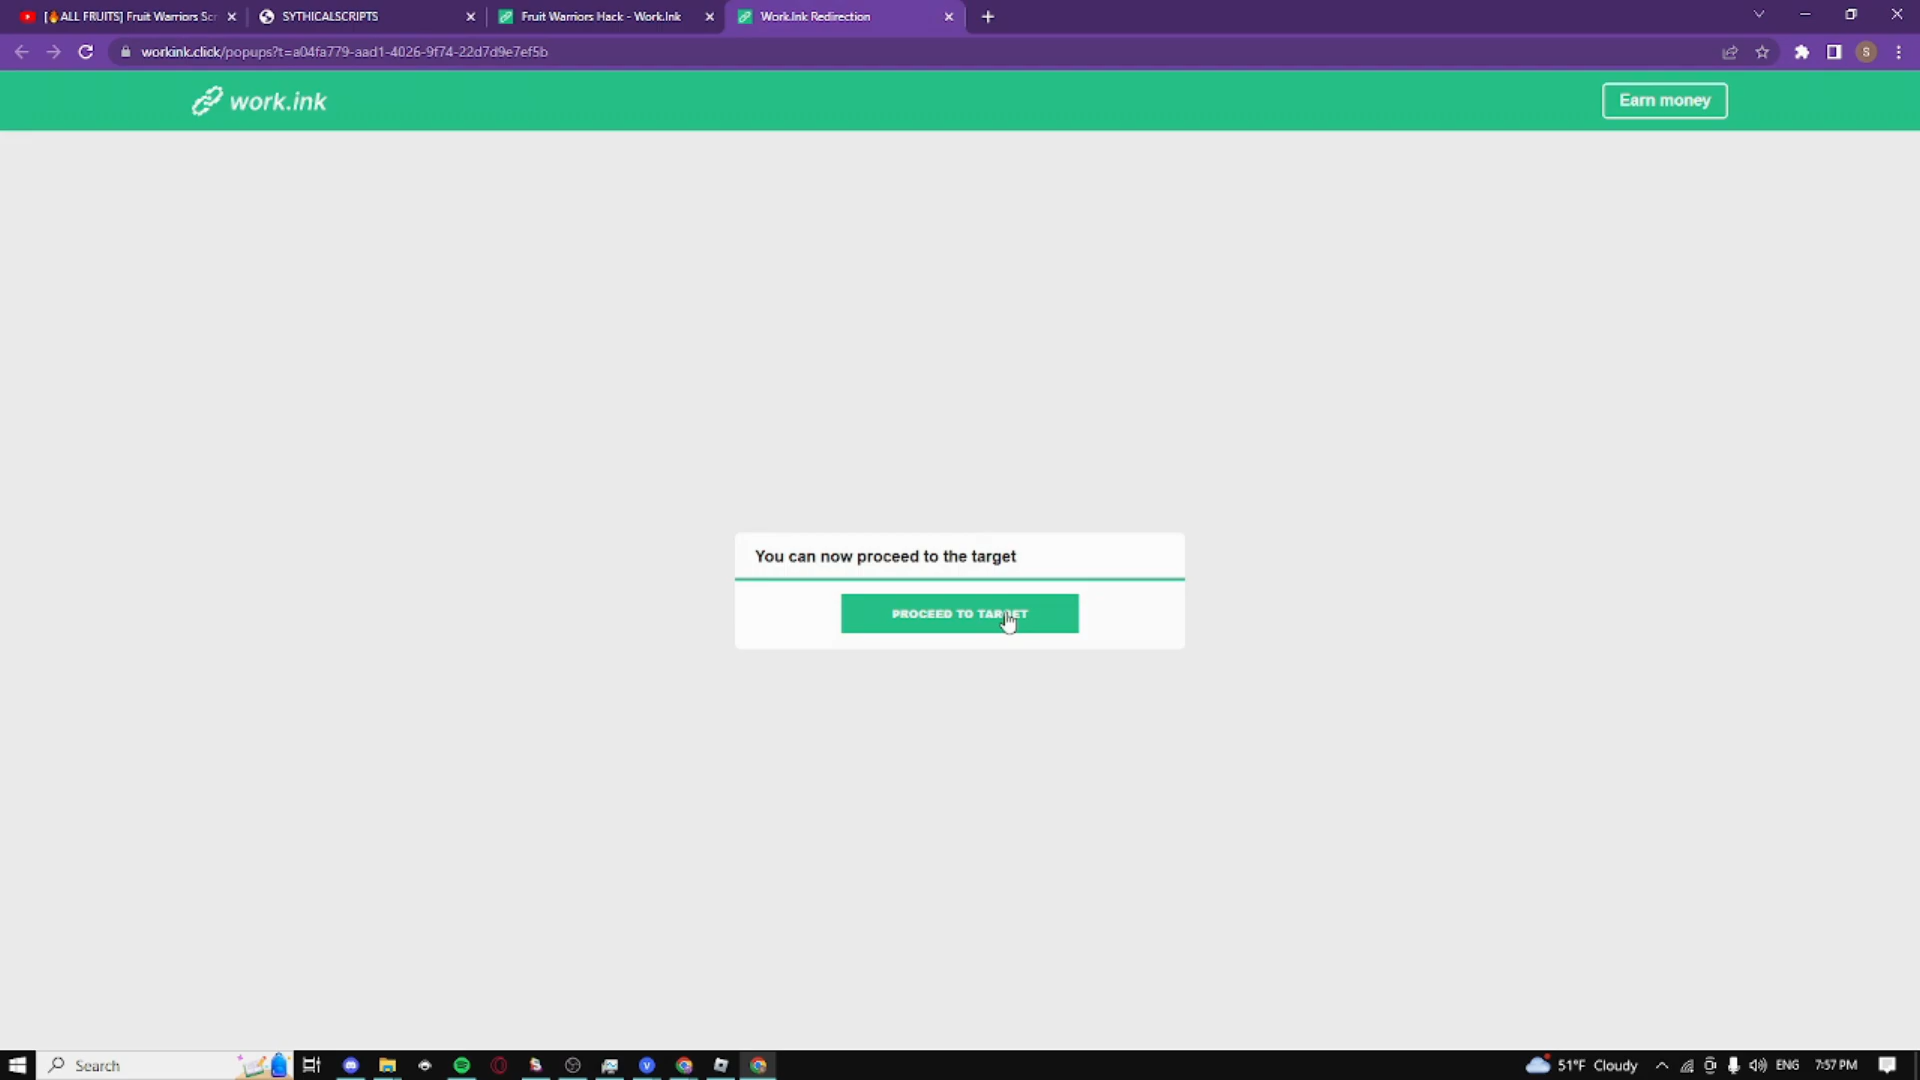 [🔥ALL FRUITS] Fruit Warriors Scr
SYTHICALSCRIPTS
Fruit Warriors Hack - Work.Ink
Work.Ink Redirection
workink.click/popups?t=a04fa779-aad1-4026-9f74-22d7d9e7ef5b
S
work.ink
Earn money
You can now proceed to the target
PROCEED TO TARGET
Search
51°F Cloudy
ENG
7:57 PM